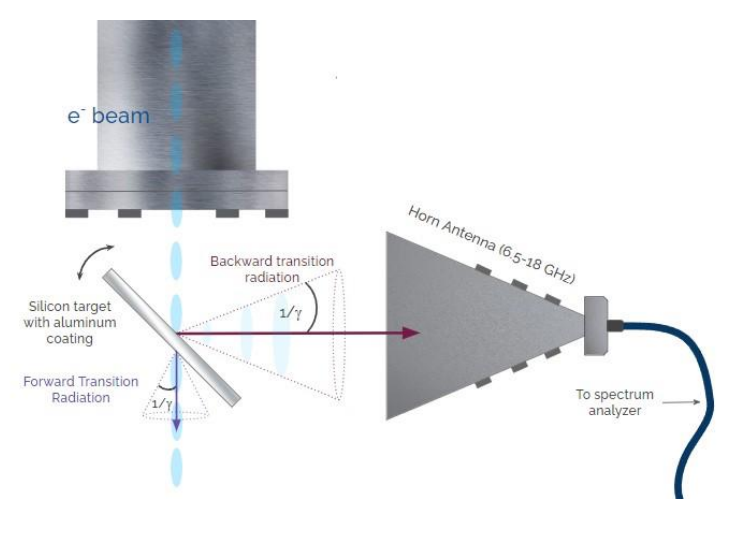 e⁻ beam
Horn Antenna (6.5-18 GHz)
Backward transition
radiation
1/γ
Silicon target
with aluminum
coating
Forward Transition
Radiation
1/γ
To spectrum
analyzer